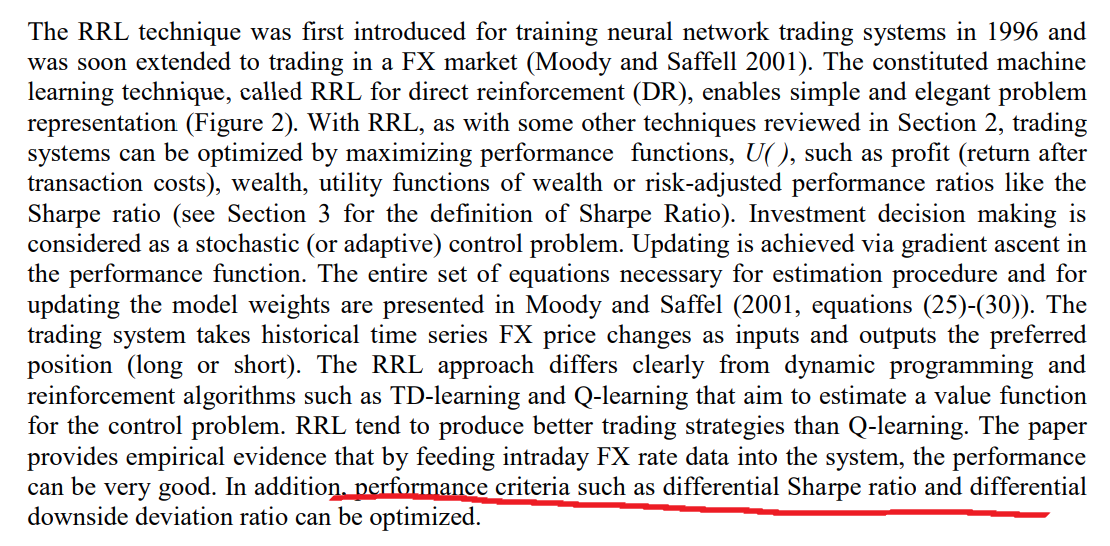 The RRL technique was first introduced for training neural network trading systems in 1996 and
was soon extended to trading in a FX market (Moody and Saffell 2001). The constituted machine
learning technique, called RRL for direct reinforcement (DR), enables simple and elegant problem
representation (Figure 2). With RRL, as with some other techniques reviewed in Section 2, trading
systems can be optimized by maximizing performance functions, U( ), such as profit (return after
transaction costs), wealth, utility functions of wealth or risk-adjusted performance ratios like the
Sharpe ratio (see Section 3 for the definition of Sharpe Ratio). Investment decision making is
considered as a stochastic (or adaptive) control problem. Updating is achieved via gradient ascent in
the performance function. The entire set of equations necessary for estimation procedure and for
updating the model weights are presented in Moody and Saffel (2001, equations (25)-(30)). The
trading system takes historical time series FX price changes as inputs and outputs the preferred
position (long or short). The RRL approach differs clearly from dynamic programming and
reinforcement algorithms such as TD-learning and Q-learning that aim to estimate a value function
for the control problem. RRL tend to produce better trading strategies than Q-learning. The paper
provides empirical evidence that by feeding intraday FX rate data into the system, the performance
can be very good. In addition, performance criteria such as differential Sharpe ratio and differential
downside deviation ratio can be optimized.